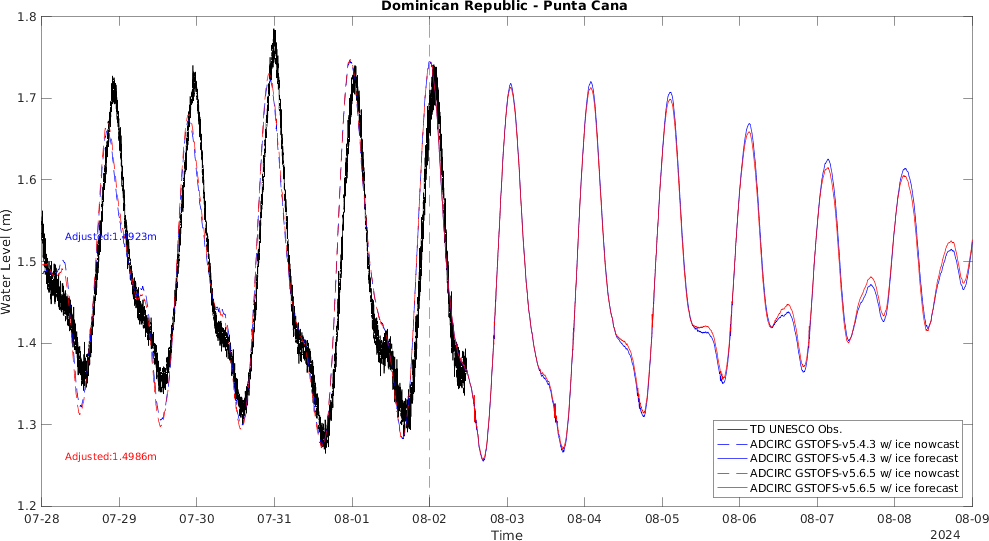 Dominican Republic - Punta Cana
1.8
1.7
1.6
1.5
1.4
1.3
1.2
Water Level (m)
Adjusted:1.4923m
Adjusted:1.4986m
TD UNESCO Obs.
ADCIRC GSTOFS-v5.4.3 w/ ice nowcast
ADCIRC GSTOFS-v5.4.3 w/ ice forecast
ADCIRC GSTOFS-v5.6.5 w/ ice nowcast
ADCIRC GSTOFS-v5.6.5 w/ ice forecast
07-28 07-29 07-30 07-31 08-01 08-02 08-03 08-04 08-05 08-06 08-07 08-08 08-09
Time
2024